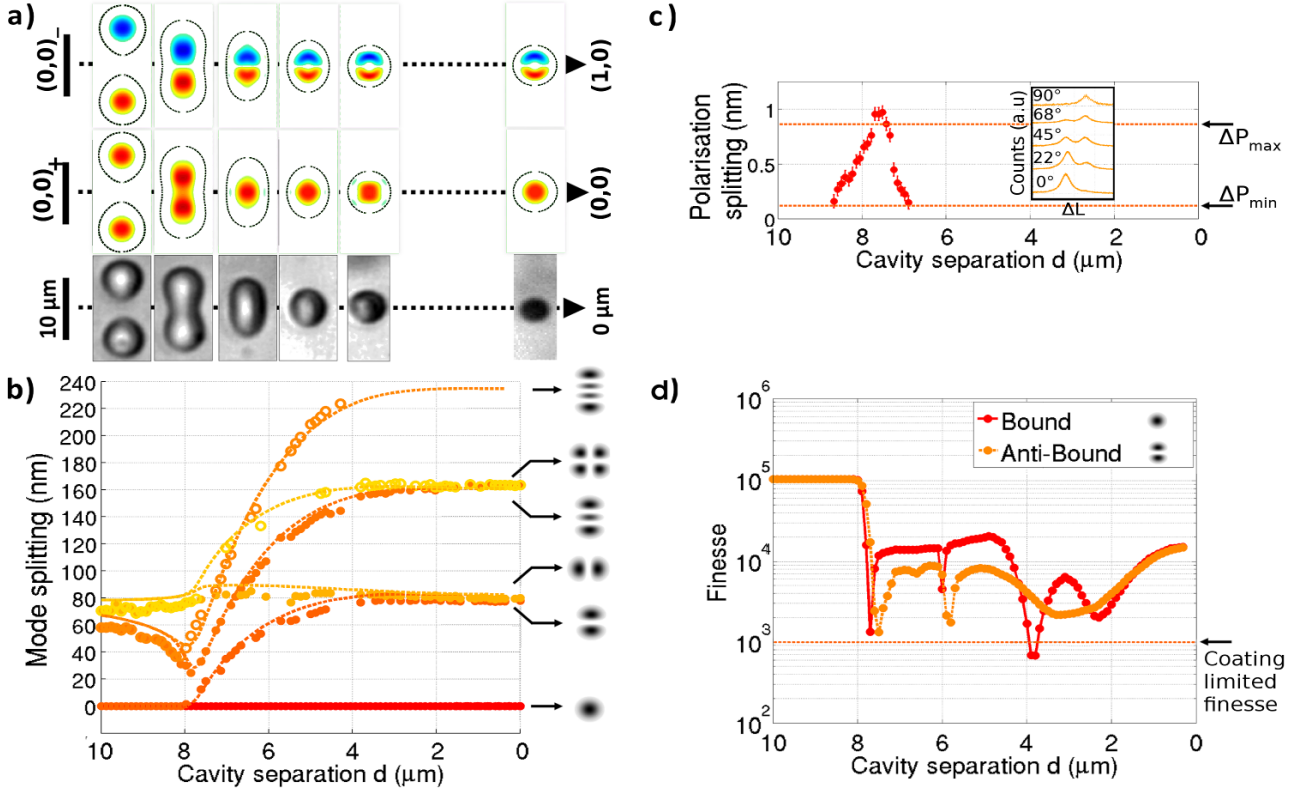 a)
(0,0)_
(1,0)
(0,0)+
(0,0)
10 µm
0 µm
b)
240
220
200
180
160
140
120
100
80
60
40
20
0
Mode splitting (nm)
10
8
6
4
2
0
Cavity separation d (µm)
c)
1
0.5
0
Polarisation
splitting (nm)
90°
68°
45°
22°
0°
Counts (a.u)
ΔL
ΔPmax
ΔPmin
10
8
6
4
2
0
Cavity separation d (µm)
d)
10^6
10^5
10^4
10^3
10^2
Finesse
Bound
Anti-Bound
Coating
limited
finesse
10
8
6
4
2
0
Cavity separation d (µm)